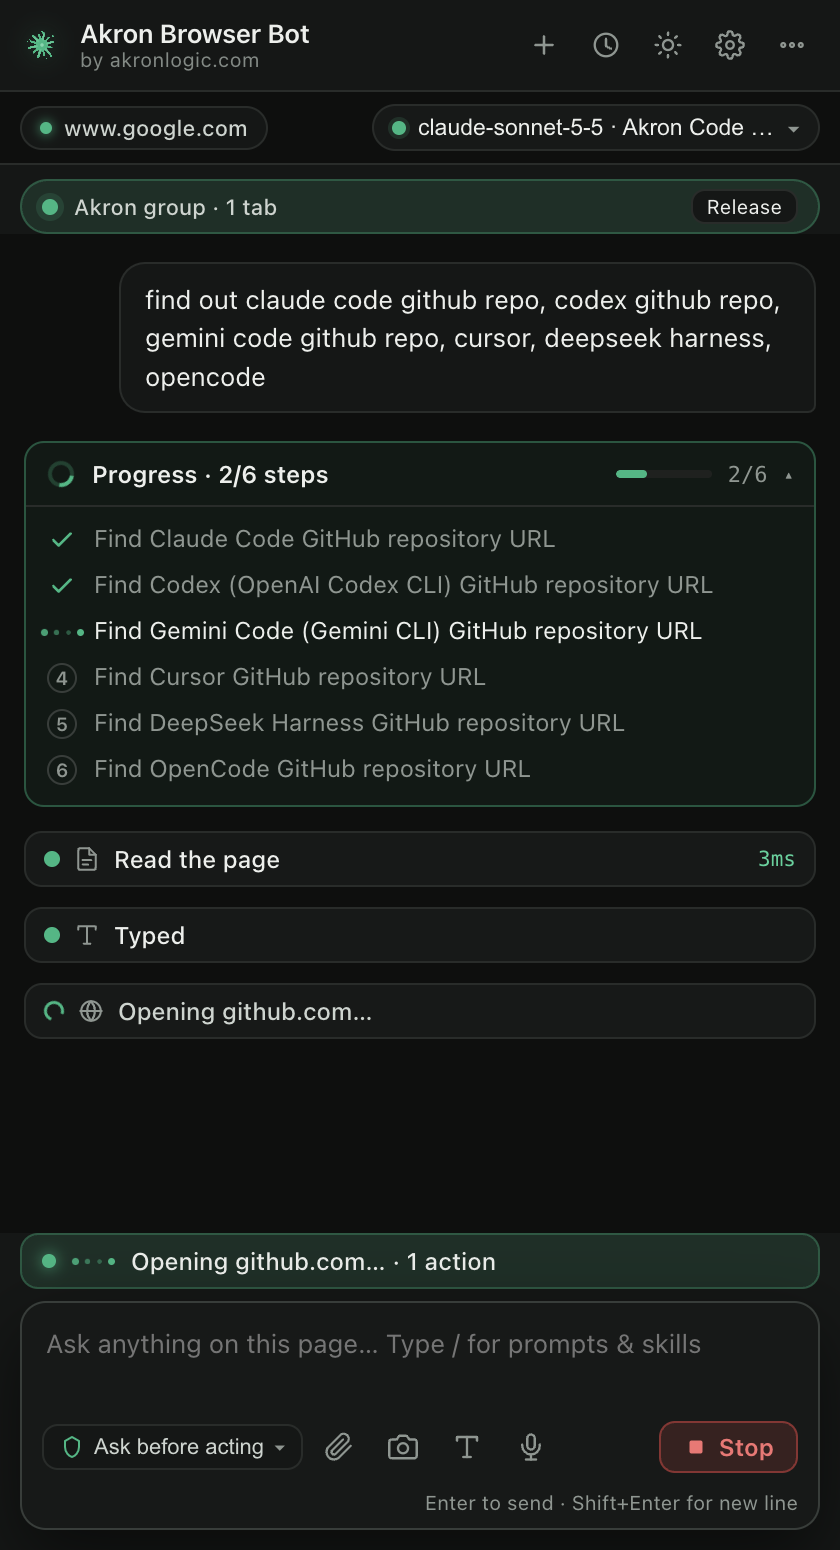 Akron Browser Bot
by akronlogic.com
www.google.com
claude-sonnet-5-5 · Akron Code ...
Akron group · 1 tab
Release
find out claude code github repo, codex github repo,
gemini code github repo, cursor, deepseek harness,
opencode
Progress · 2/6 steps
2/6
Find Claude Code GitHub repository URL
Find Codex (OpenAI Codex CLI) GitHub repository URL
Find Gemini Code (Gemini CLI) GitHub repository URL
4 Find Cursor GitHub repository URL
5 Find DeepSeek Harness GitHub repository URL
6 Find OpenCode GitHub repository URL
Read the page
3ms
Typed
Opening github.com...
Opening github.com... · 1 action
Ask anything on this page... Type / for prompts & skills
Ask before acting
Stop
Enter to send · Shift+Enter for new line